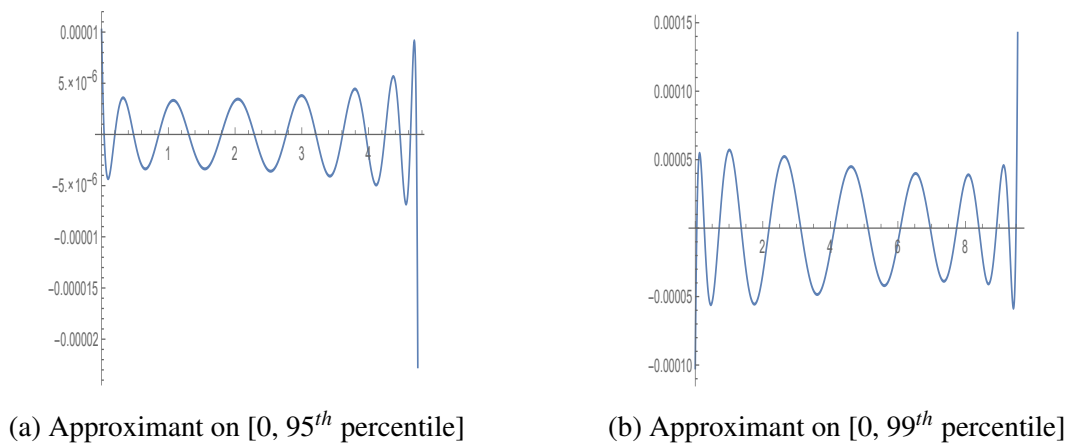 0.00001
5.×10⁻⁶
1 2 3 4
−5.×10⁻⁶
−0.00001
−0.000015
−0.00002
0.00015
0.00010
0.00005
2 4 6 8
−0.00005
−0.00010
(a) Approximant on [0, 95ᵗʰ percentile]
(b) Approximant on [0, 99ᵗʰ percentile]